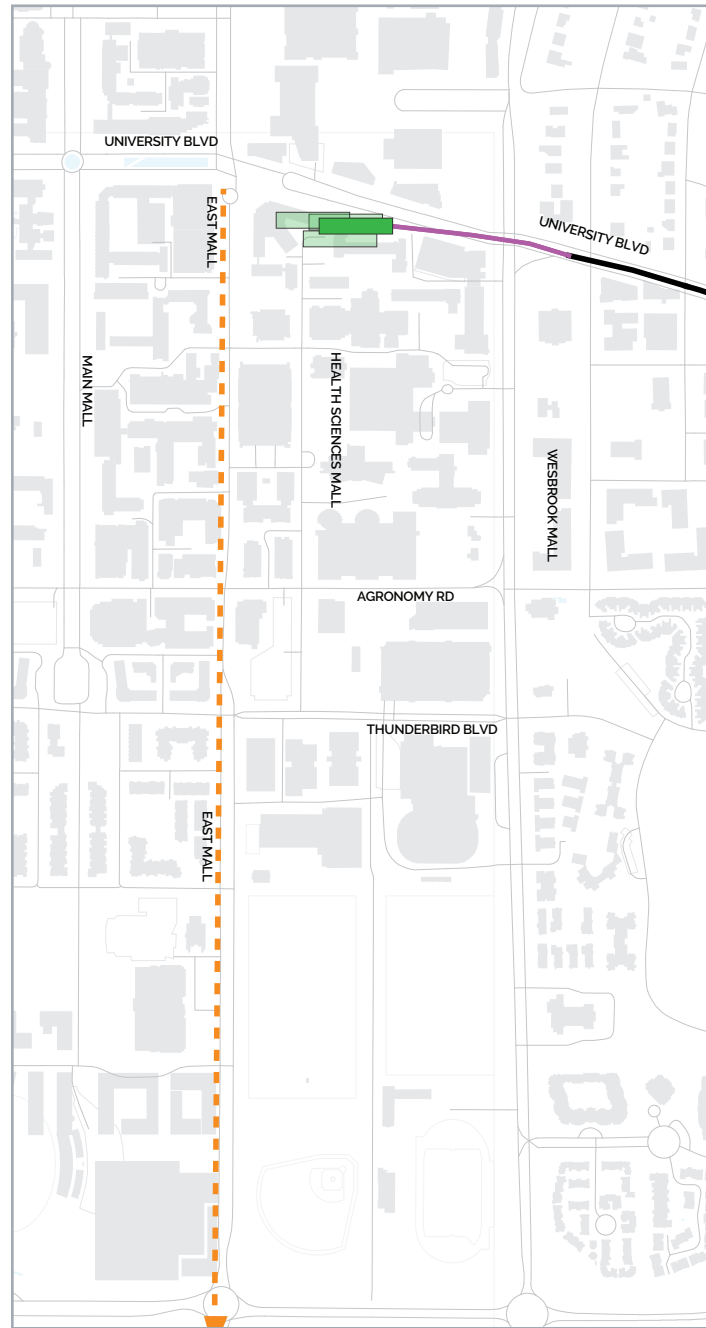 UNIVERSITY BLVD
EAST MALL
UNIVERSITY BLVD
MAIN MALL
HEALTH SCIENCES MALL
WESBROOK MALL
AGRONOMY RD
THUNDERBIRD BLVD
EAST MALL